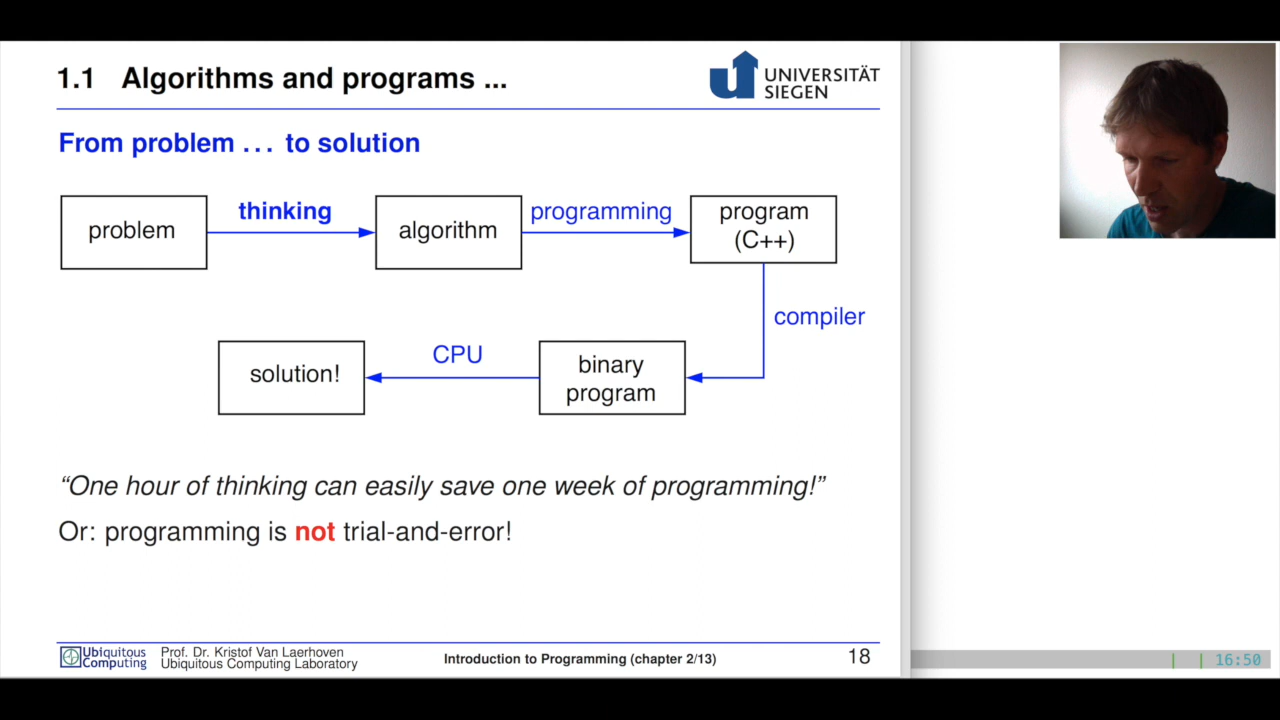 1.1 Algorithms and programs ...
UNIVERSITÄT
SIEGEN
From problem . . . to solution
problem
thinking
algorithm
programming
program
(C++)
compiler
solution!
CPU
binary
program
“One hour of thinking can easily save one week of programming!”
Or: programming is not trial-and-error!
Ubiquitous
Computing
Prof. Dr. Kristof Van Laerhoven
Ubiquitous Computing Laboratory
Introduction to Programming (chapter 2/13)
18
16:50